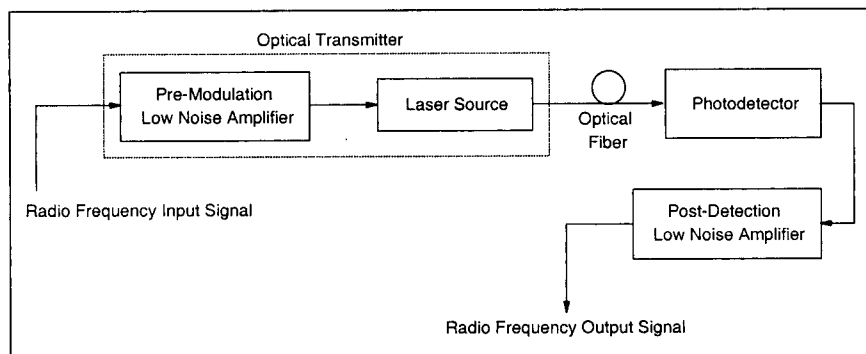 Optical Transmitter
Pre-Modulation
Low Noise Amplifier
Laser Source
Optical
Fiber
Photodetector
Radio Frequency Input Signal
Post-Detection
Low Noise Amplifier
Radio Frequency Output Signal